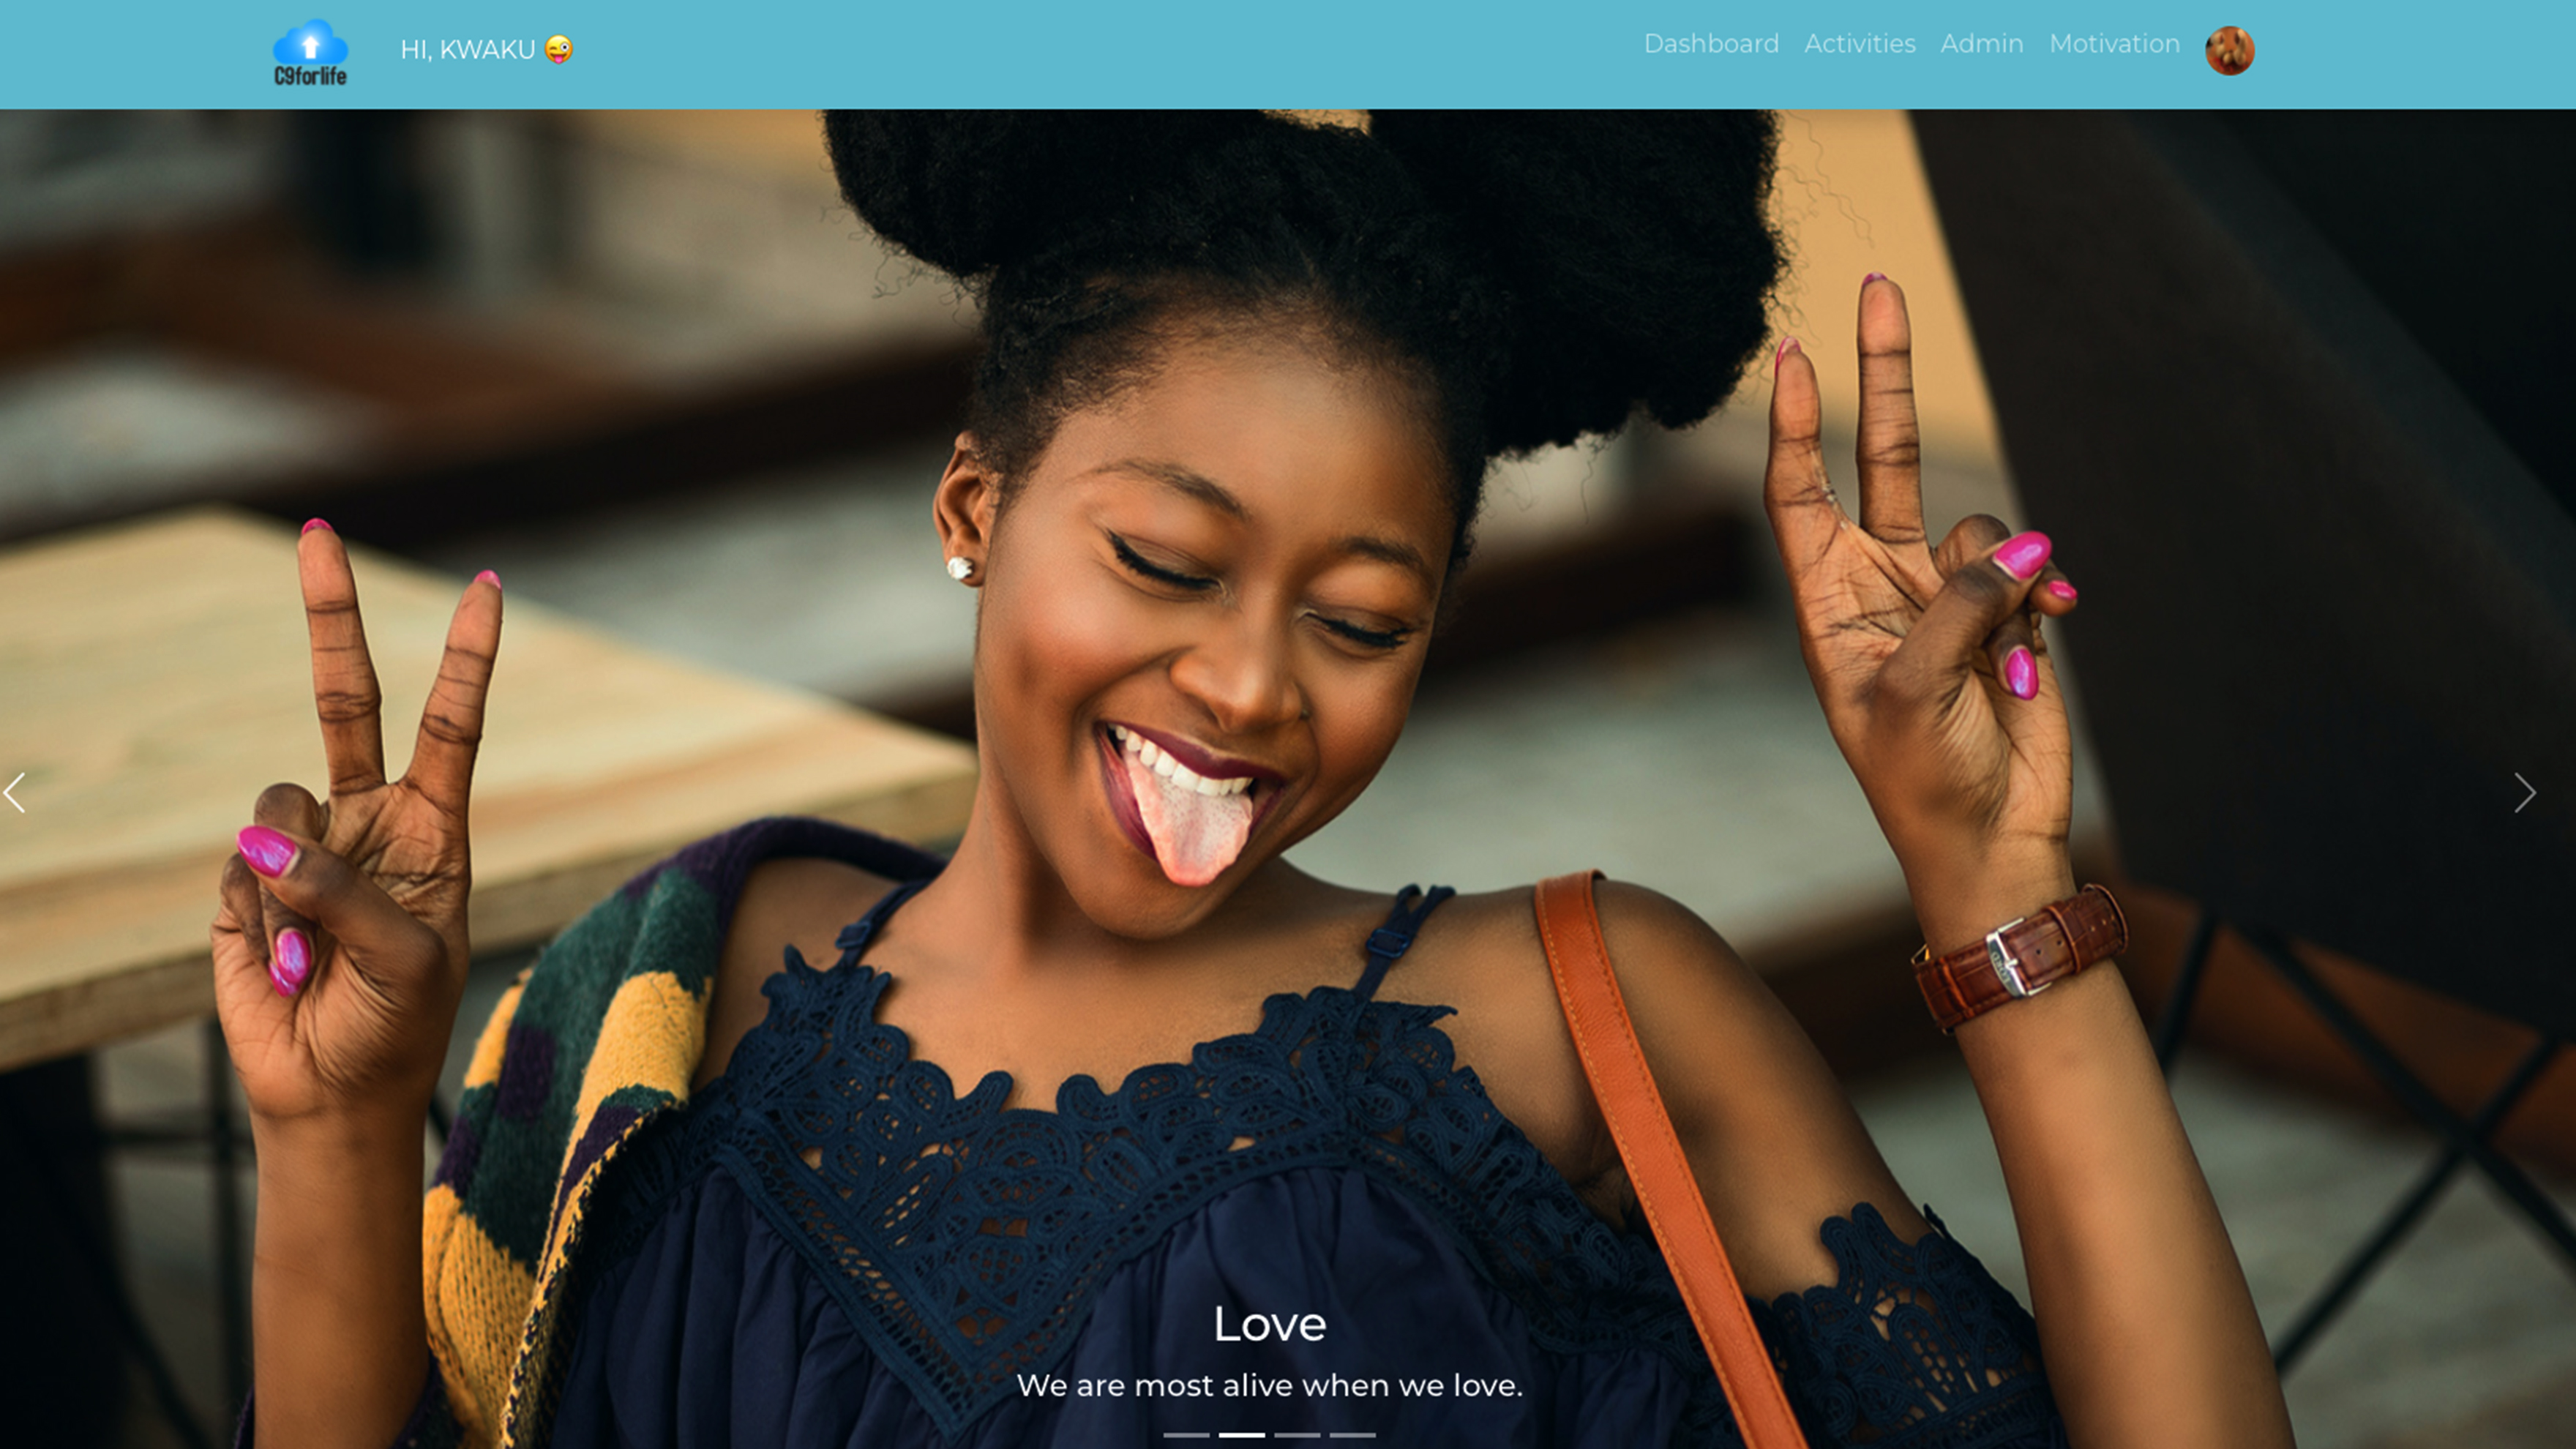 C9forlife
HI, KWAKU 😜
Dashboard Activities Admin Motivation
Love
We are most alive when we love.